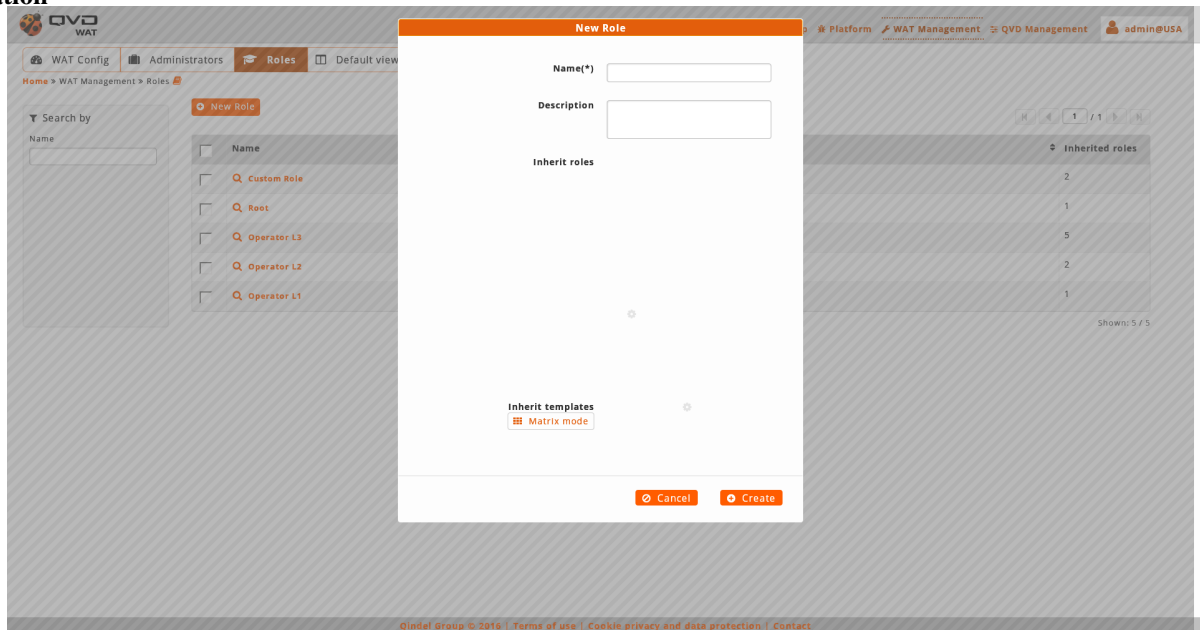 QVD
WAT
Platform
WAT Management
QVD Management
admin@USA
WAT Config
Administrators
Roles
Default view
Home » WAT Management » Roles
Search by
Name
New Role
1 / 1
Name
Inherited roles
Custom Role
2
Root
1
Operator L3
5
Operator L2
2
Operator L1
1
Shown: 5 / 5
New Role
Name(*)
Description
Inherit roles
Inherit templates
Matrix mode
Cancel
Create
Qindel Group © 2016 | Terms of use | Cookie privacy and data protection | Contact